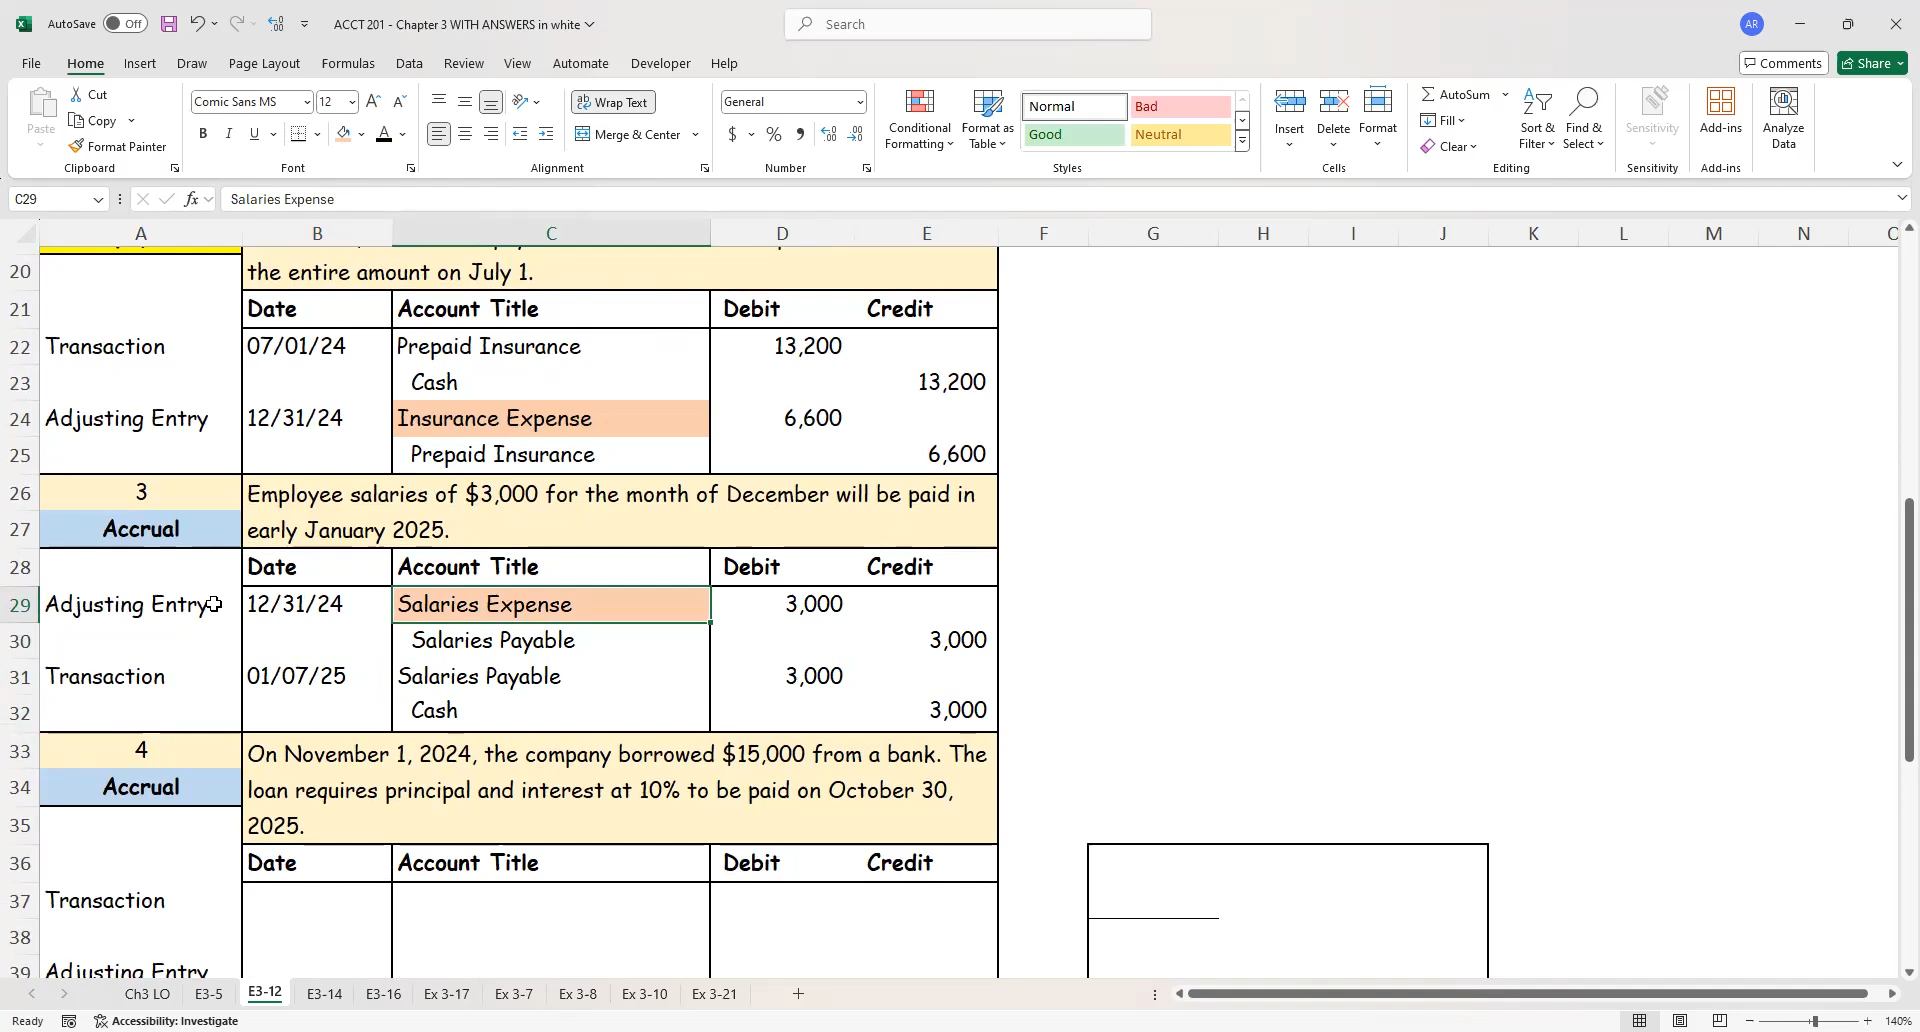 AutoSave Off ACCT 201 - Chapter 3 WITH ANSWERS in white Search AR
File Home Insert Draw Page Layout Formulas Data Review View Automate Developer Help Comments Share
Paste Cut Copy Format Painter Clipboard
Comic Sans MS 12 B I U A Font
Wrap Text Merge & Center Alignment
General $ % Number
Conditional Formatting Format as Table Normal Bad Good Neutral Styles
Insert Delete Format Cells
AutoSum Fill Clear Sort & Filter Find & Select Editing
Sensitivity Sensitivity
Add-ins Add-ins
Analyze Data
C29 fx Salaries Expense
A B C D E F G H I J K L M N
20 the entire amount on July 1.
21 Date Account Title Debit Credit
22 Transaction 07/01/24 Prepaid Insurance 13,200
23 Cash 13,200
24 Adjusting Entry 12/31/24 Insurance Expense 6,600
25 Prepaid Insurance 6,600
26 3 Employee salaries of $3,000 for the month of December will be paid in
27 Accrual early January 2025.
28 Date Account Title Debit Credit
29 Adjusting Entry 12/31/24 Salaries Expense 3,000
30 Salaries Payable 3,000
31 Transaction 01/07/25 Salaries Payable 3,000
32 Cash 3,000
33 4 On November 1, 2024, the company borrowed $15,000 from a bank. The
34 Accrual loan requires principal and interest at 10% to be paid on October 30,
35 2025.
36 Date Account Title Debit Credit
37 Transaction
38
39 Adjusting Entry
Ch3 LO E3-5 E3-12 E3-14 E3-16 Ex 3-17 Ex 3-7 Ex 3-8 Ex 3-10 Ex 3-21
Ready Accessibility: Investigate 140%